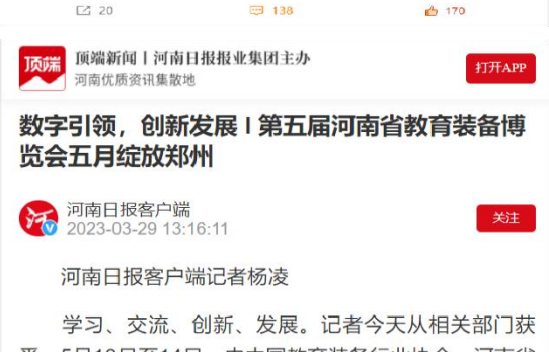 20 138 170
顶端 顶端新闻丨河南日报报业集团主办
河南优质资讯集散地
打开APP
数字引领，创新发展 I 第五届河南省教育装备博
览会五月绽放郑州
河南日报客户端
2023-03-29 13:16:11
关注
河南日报客户端记者杨凌
学习、交流、创新、发展。记者今天从相关部门获